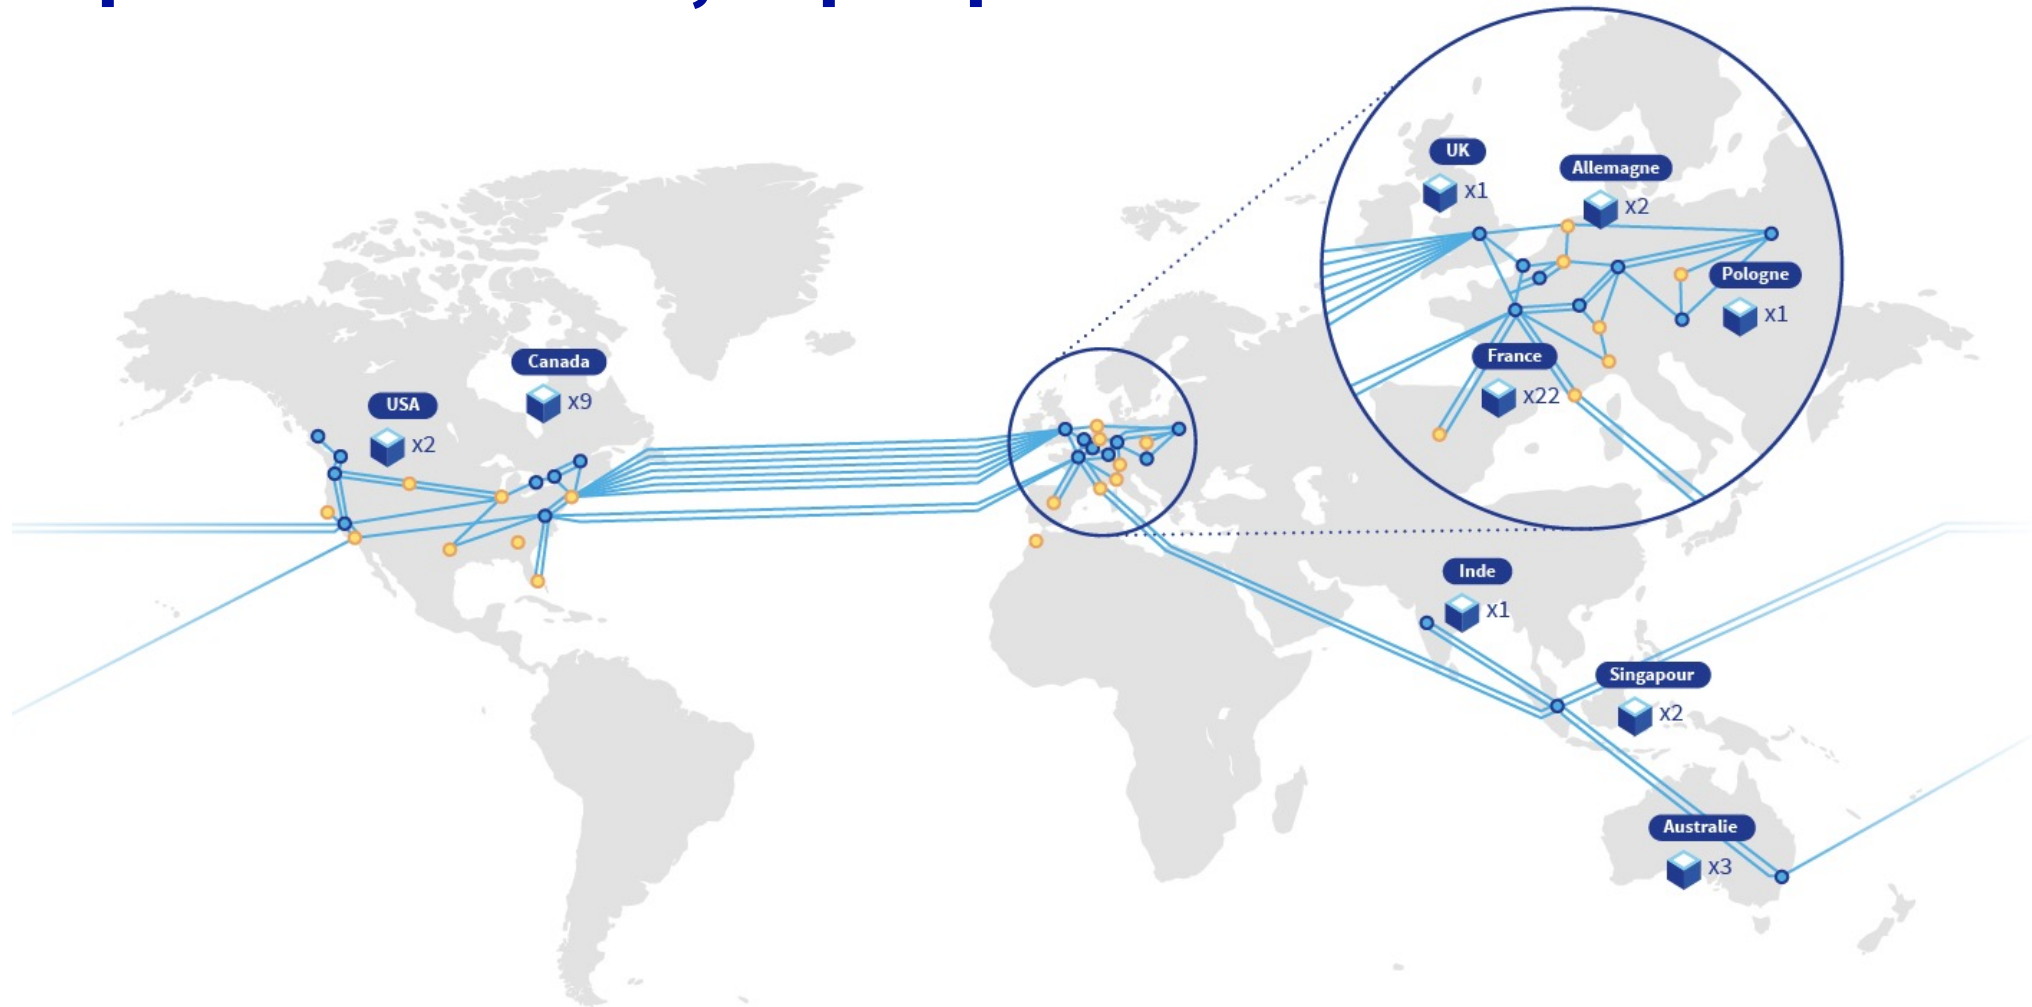 UK
x1
Allemagne
x2
Pologne
x1
France
x22
Canada
x9
USA
x2
Inde
x1
Singapour
x2
Australie
x3